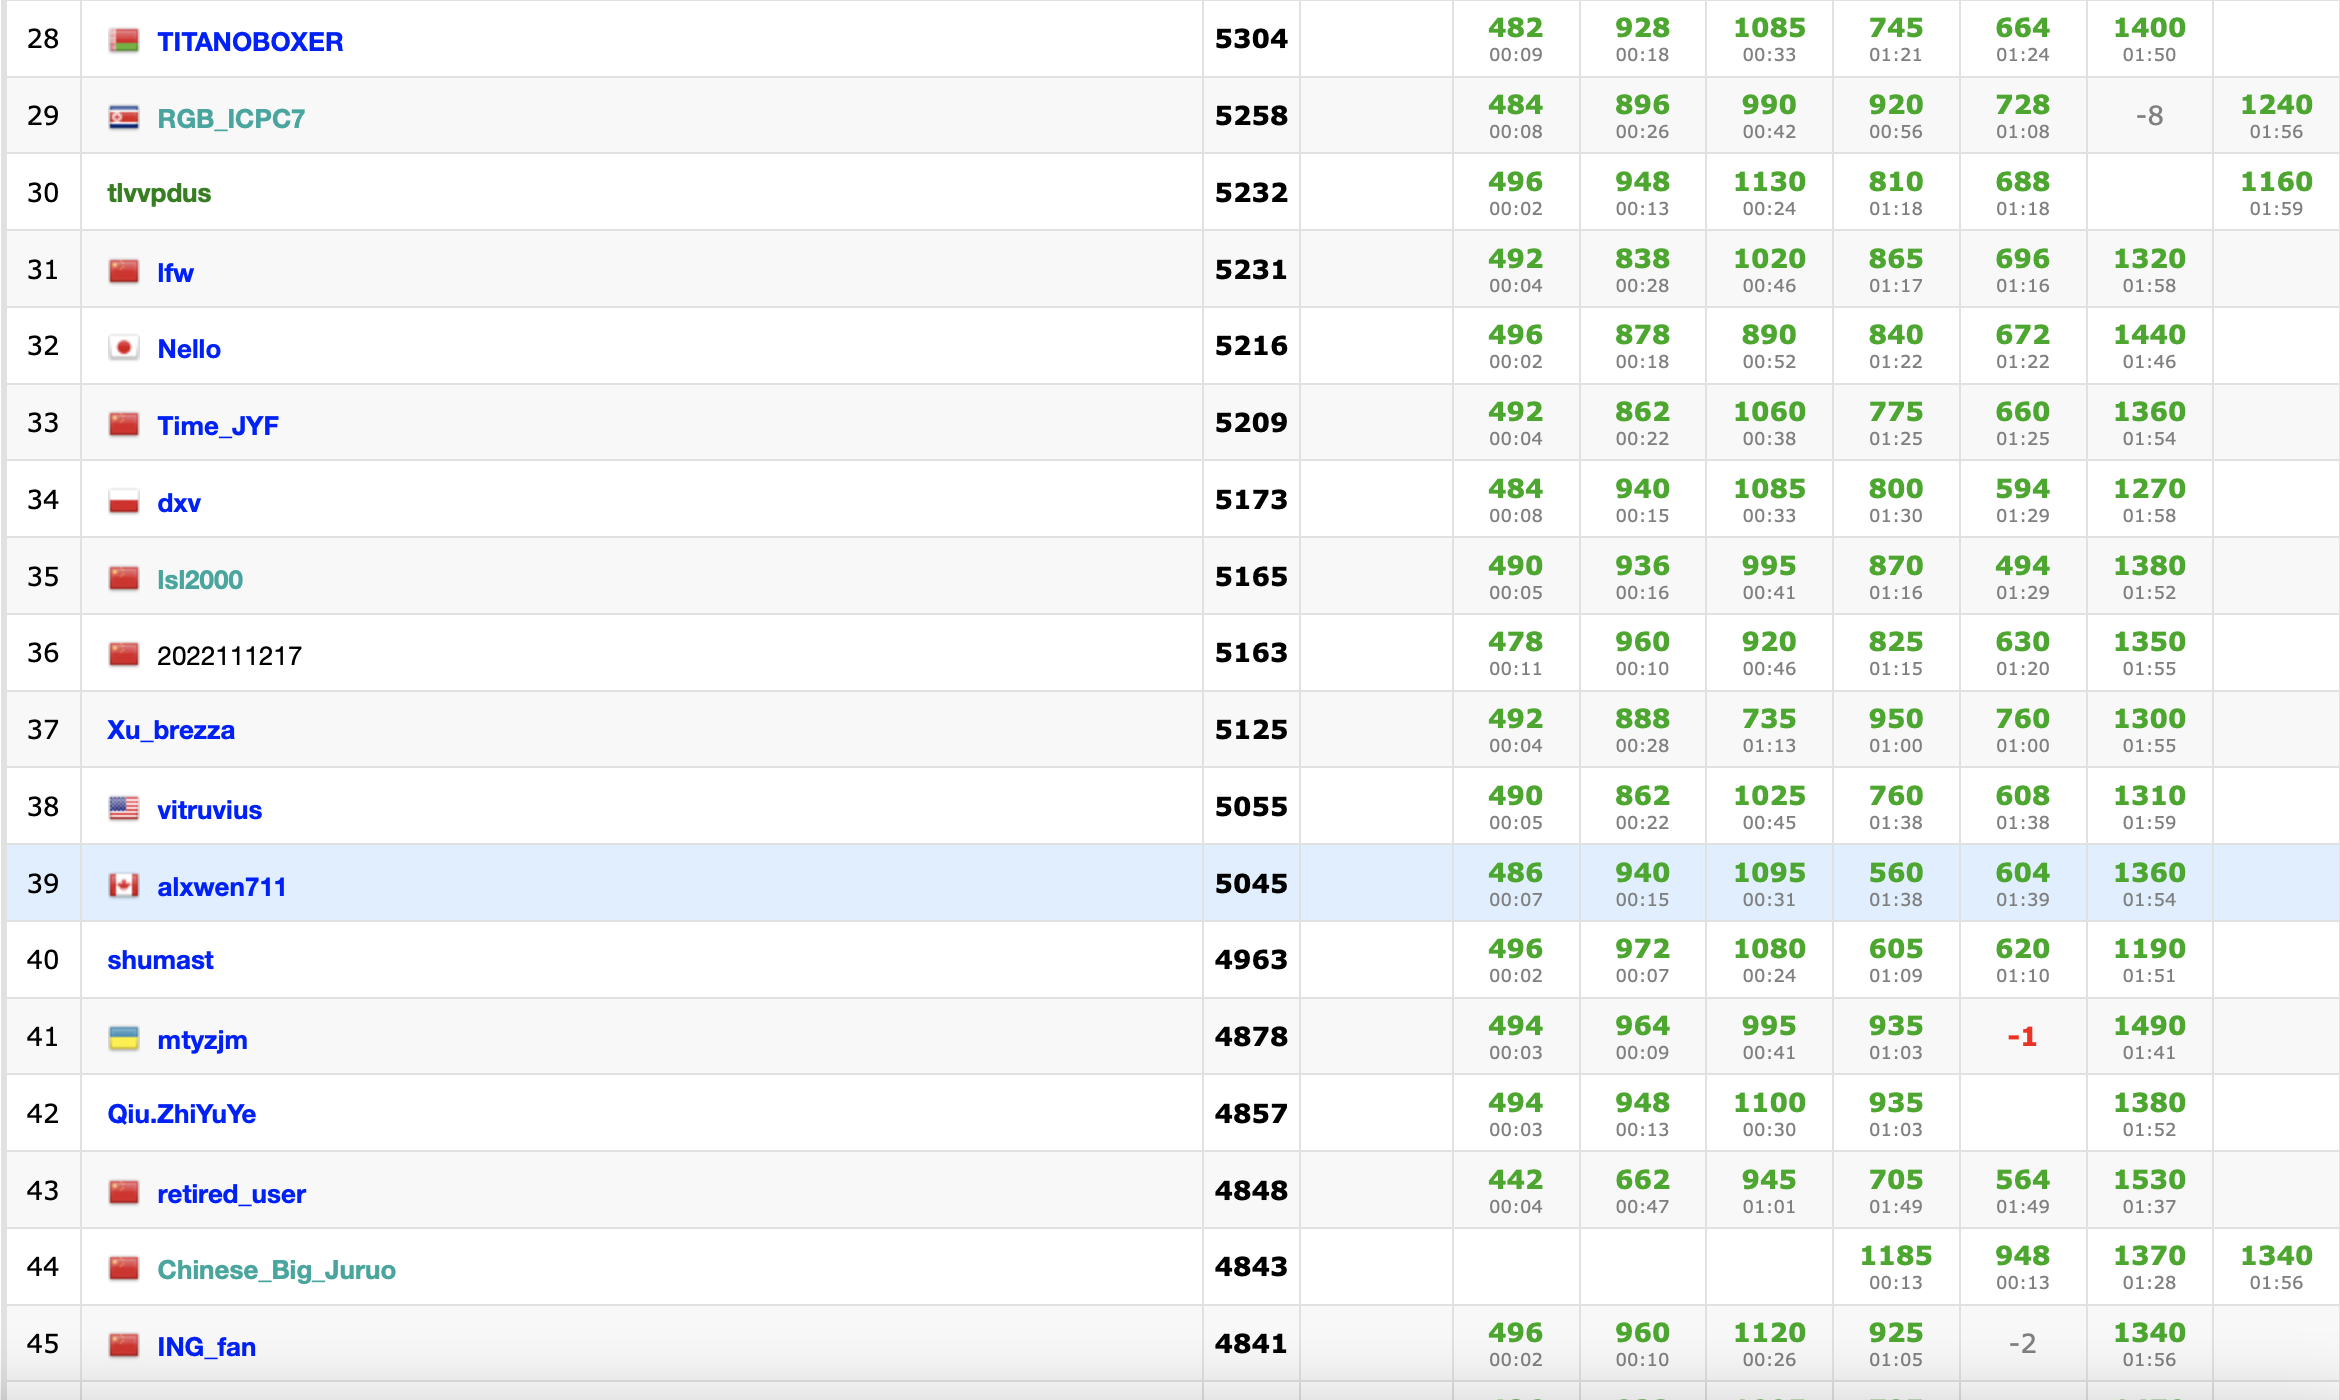 28 TITANOBOXER 5304 482 928 1085 745 664 1400
00:09 00:18 00:33 01:21 01:24 01:50
29 RGB_ICPC7 5258 484 896 990 920 728 -8 1240
00:08 00:26 00:42 00:56 01:08 01:56
30 tlvvpdus 5232 496 948 1130 810 688 1160
00:02 00:13 00:24 01:18 01:18 01:59
31 lfw 5231 492 838 1020 865 696 1320
00:04 00:28 00:46 01:17 01:16 01:58
32 Nello 5216 496 878 890 840 672 1440
00:02 00:18 00:52 01:22 01:22 01:46
33 Time_JYF 5209 492 862 1060 775 660 1360
00:04 00:22 00:38 01:25 01:25 01:54
34 dxv 5173 484 940 1085 800 594 1270
00:08 00:15 00:33 01:30 01:29 01:58
35 lsl2000 5165 490 936 995 870 494 1380
00:05 00:16 00:41 01:16 01:29 01:52
36 2022111217 5163 478 960 920 825 630 1350
00:11 00:10 00:46 01:15 01:20 01:55
37 Xu_brezza 5125 492 888 735 950 760 1300
00:04 00:28 01:13 01:00 01:00 01:55
38 vitruvius 5055 490 862 1025 760 608 1310
00:05 00:22 00:45 01:38 01:38 01:59
39 alxwen711 5045 486 940 1095 560 604 1360
00:07 00:15 00:31 01:38 01:39 01:54
40 shumast 4963 496 972 1080 605 620 1190
00:02 00:07 00:24 01:09 01:10 01:51
41 mtyzjm 4878 494 964 995 935 -1 1490
00:03 00:09 00:41 01:03 01:41
42 Qiu.ZhiYuYe 4857 494 948 1100 935 1380
00:03 00:13 00:30 01:03 01:52
43 retired_user 4848 442 662 945 705 564 1530
00:04 00:47 01:01 01:49 01:49 01:37
44 Chinese_Big_Juruo 4843 1185 948 1370 1340
00:13 00:13 01:28 01:56
45 ING_fan 4841 496 960 1120 925 -2 1340
00:02 00:10 00:26 01:05 01:56